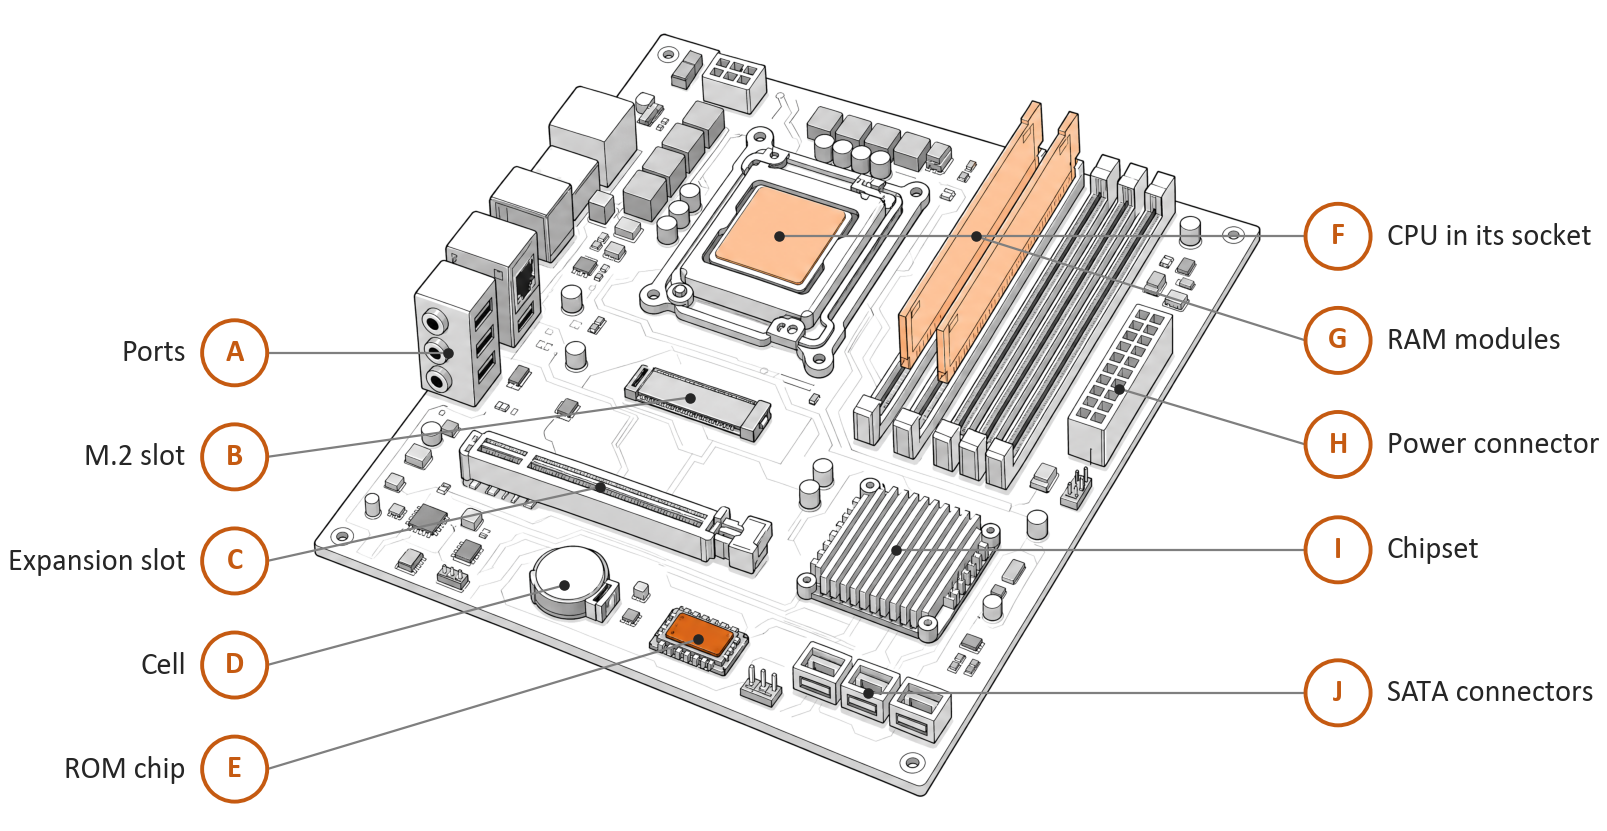 A Ports
B M.2 slot
C Expansion slot
D Cell
E ROM chip
F CPU in its socket
G RAM modules
H Power connector
I Chipset
J SATA connectors